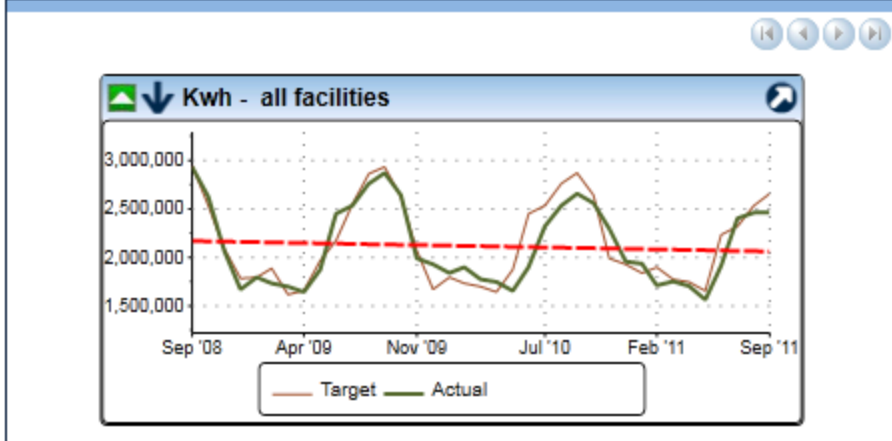 Kwh - all facilities
3,000,000
2,500,000
2,000,000
1,500,000
Sep '08 Apr '09 Nov '09 Jul '10 Feb '11 Sep '11
Target Actual